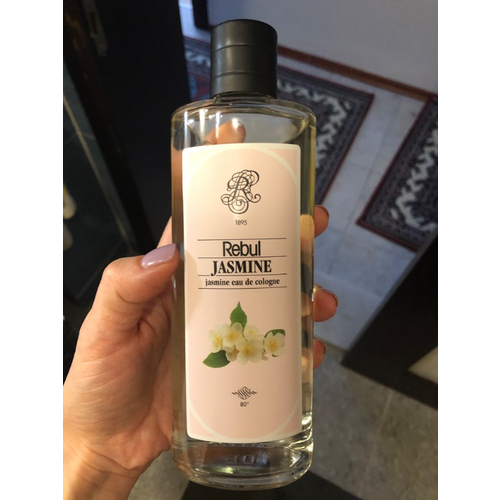 R
1895
Rebul
JASMINE
jasmine eau de cologne
80°